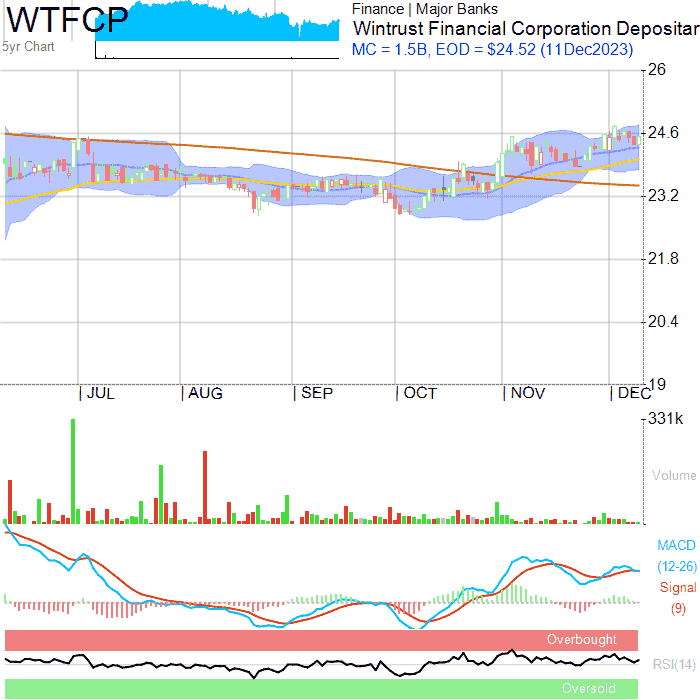 WTFCP
5yr Chart
Finance | Major Banks
Wintrust Financial Corporation Depositar
MC = 1.5B, EOD = $24.52 (11Dec2023)
26
24.6
23.2
21.8
20.4
19
JUL AUG SEP OCT NOV DEC
331k
Volume
MACD
(12-26)
Signal
(9)
Overbought
RSI(14)
Oversold